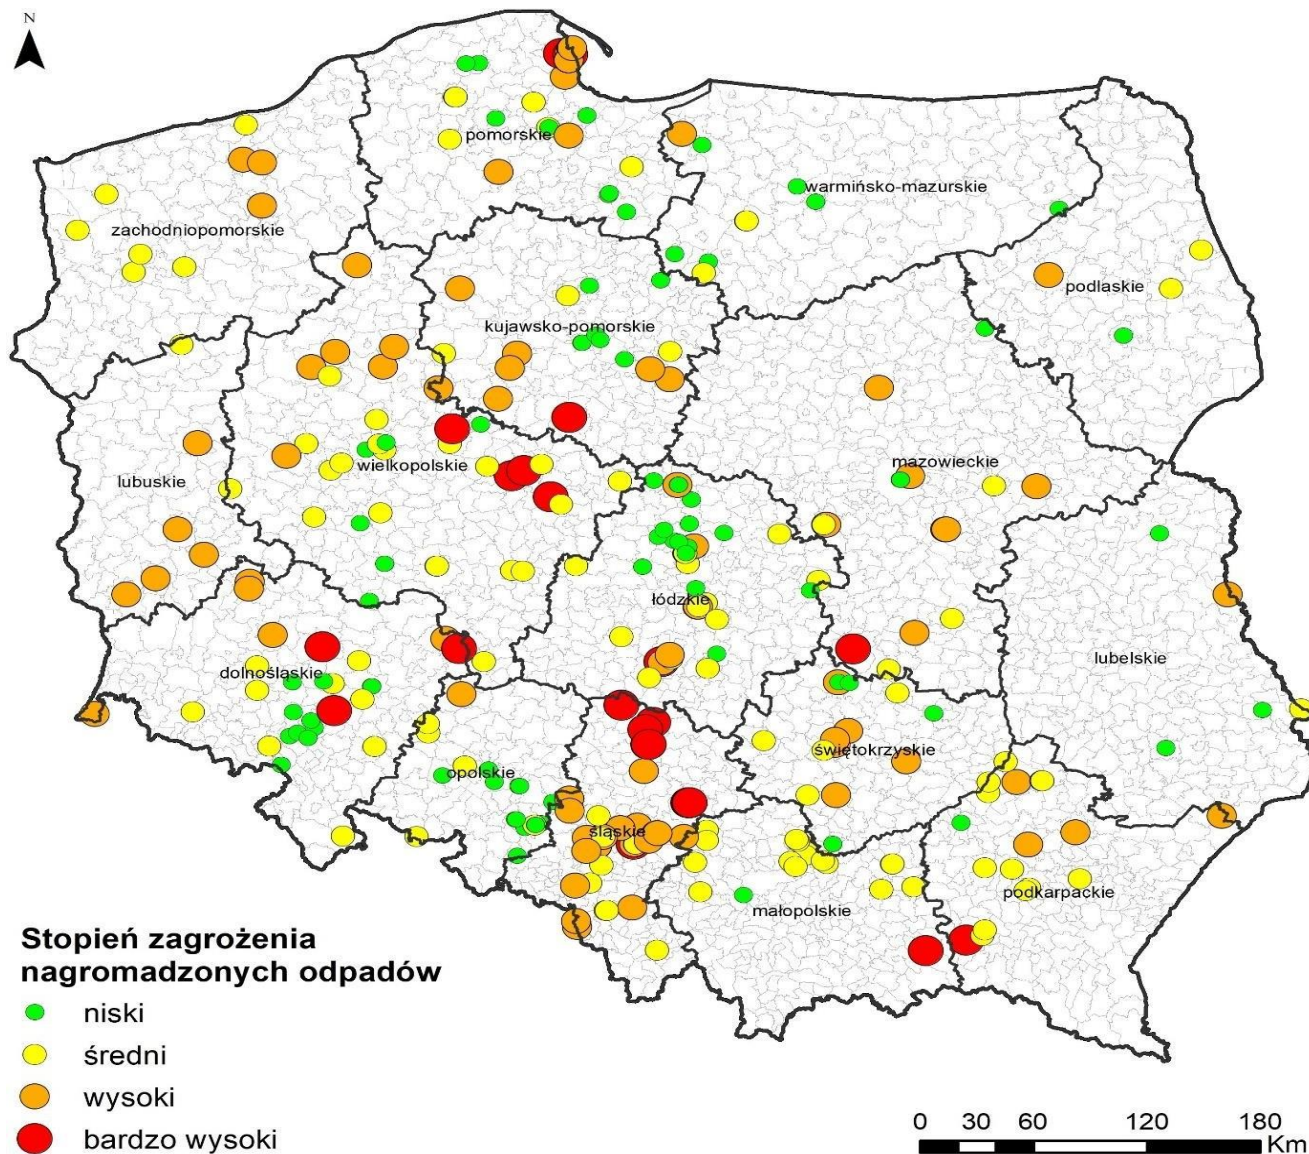 N
pomorskie
warmińsko-mazurskie
zachodniopomorskie
podlaskie
kujawsko-pomorskie
mazowieckie
wielkopolskie
lubuskie
łódzkie
lubelskie
dolnośląskie
świętokrzyskie
opolskie
śląskie
podkarpackie
małopolskie
Stopień zagrożenia
nagromadzonych odpadów
niski
średni
wysoki
bardzo wysoki
0 30 60 120 180
Km